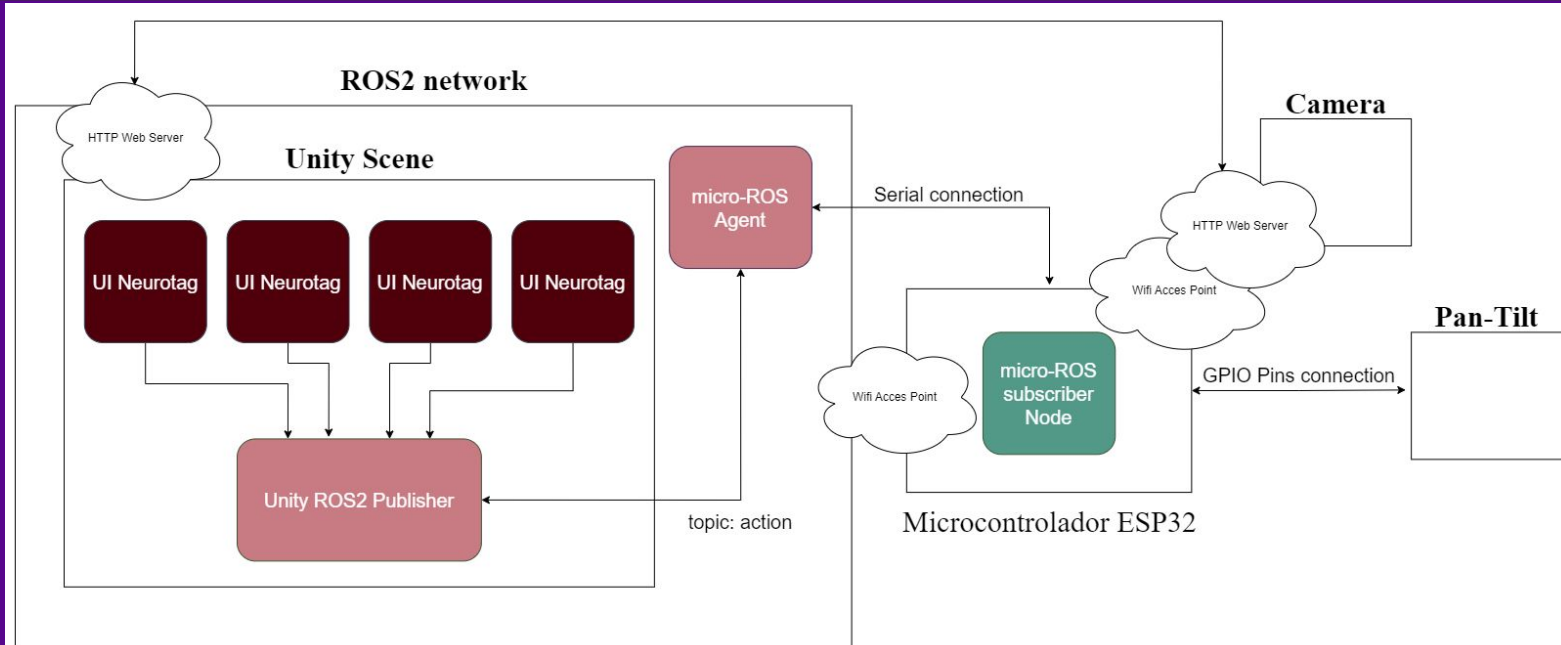 ROS2 network
HTTP Web Server
Unity Scene
UI Neurotag
UI Neurotag
UI Neurotag
UI Neurotag
Unity ROS2 Publisher
topic: action
micro-ROS
Agent
Serial connection
Wifi Acces Point
micro-ROS
subscriber
Node
Microcontrolador ESP32
Wifi Acces Point
HTTP Web Server
Camera
GPIO Pins connection
Pan-Tilt